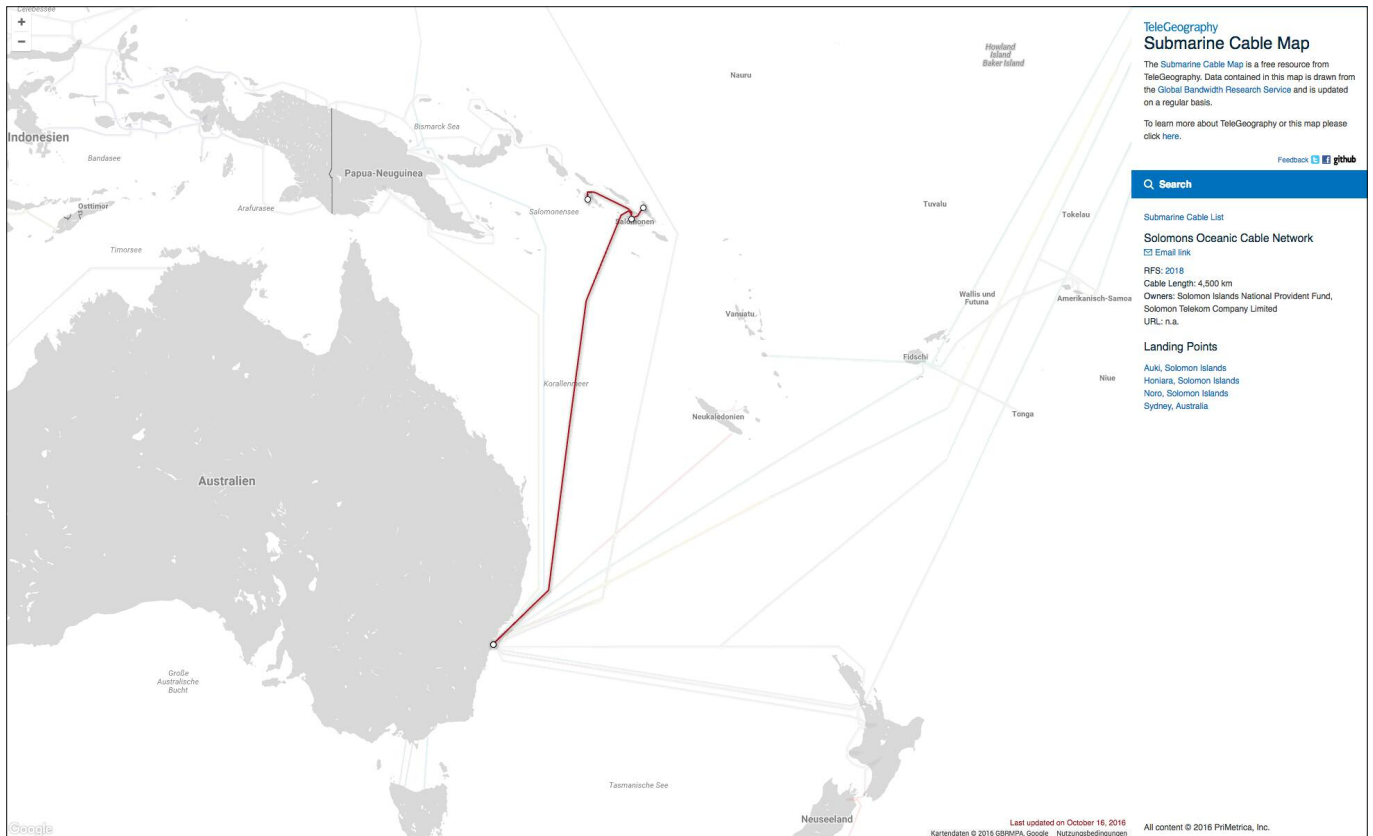 Celebessee
+
−
Howland
Island
Baker Island
Nauru
Bismarck Sea
Indonesien
Bandasee
Papua-Neuguinea
Osttimor
Arafurasee
Salomonensee
Salomonen
Tuvalu
Tokelau
Timorsee
Wallis und
Futuna
Amerikanisch-Samoa
Vanuatu
Fidschi
Korallenmeer
Niue
Neukaledonien
Tonga
Australien
Große
Australische
Bucht
Tasmanische See
Neuseeland
Google
Last updated on October 16, 2016
Kartendaten © 2016 GBRMPA, Google Nutzungsbedingungen
TeleGeography
Submarine Cable Map
The Submarine Cable Map is a free resource from
TeleGeography. Data contained in this map is drawn from
the Global Bandwidth Research Service and is updated
on a regular basis.
To learn more about TeleGeography or this map please
click here.
Feedback github
Search
Submarine Cable List
Solomons Oceanic Cable Network
Email link
RFS: 2018
Cable Length: 4,500 km
Owners: Solomon Islands National Provident Fund,
Solomon Telekom Company Limited
URL: n.a.
Landing Points
Auki, Solomon Islands
Honiara, Solomon Islands
Noro, Solomon Islands
Sydney, Australia
All content © 2016 PriMetrica, Inc.